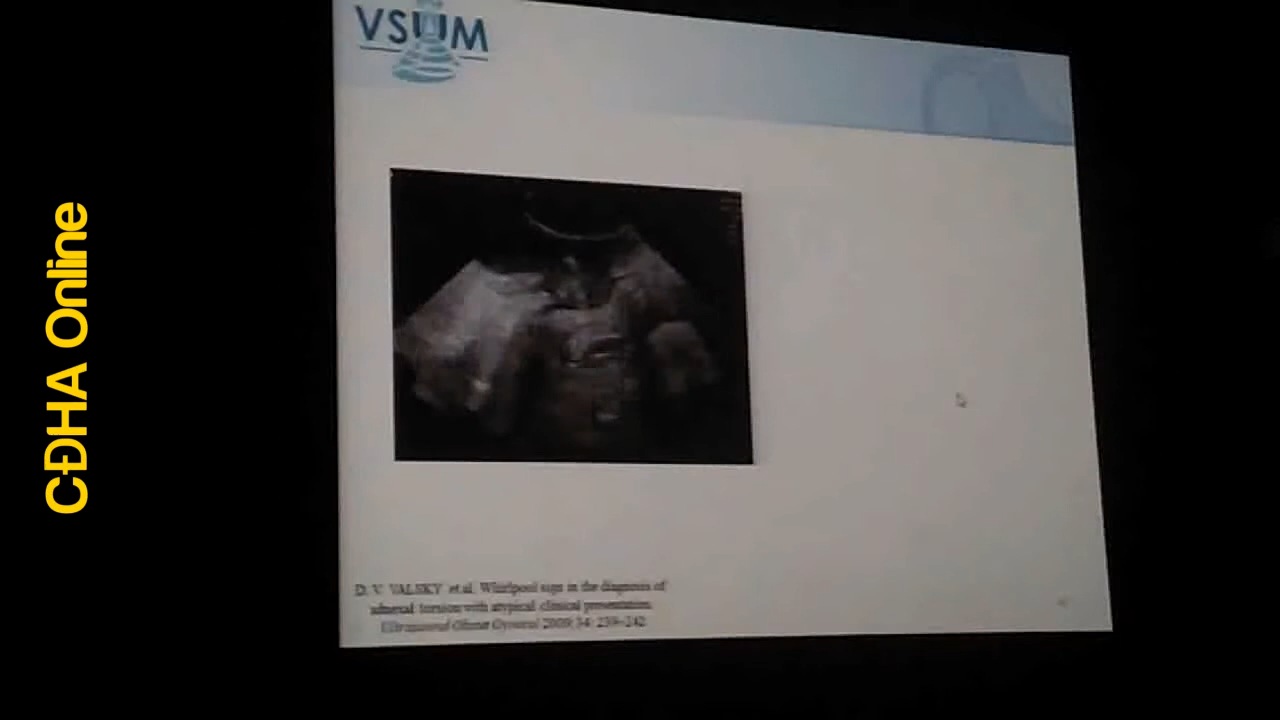 VSUM
CĐHA Online
D. V. VALSKY et al. Whirlpool sign in the diagnosis of
adnexal torsion with atypical clinical presentation
Ultrasound Obstet Gynecol 2009; 34: 239–242